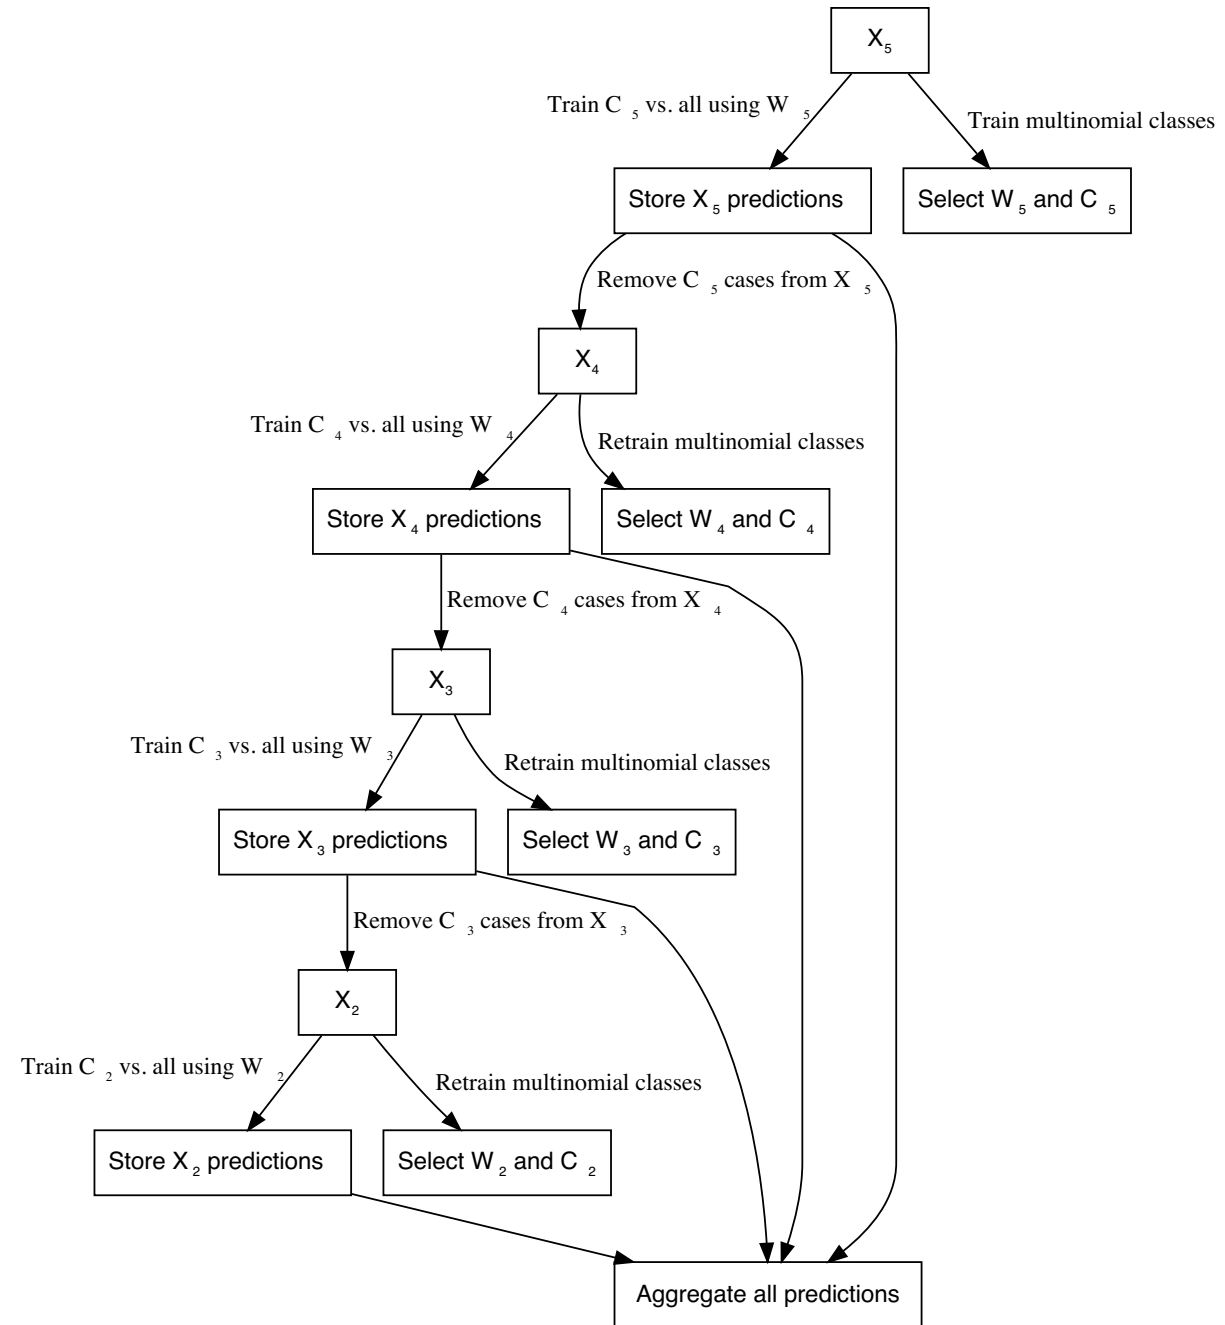 X₅
Train C ₅ vs. all using W ₅
Train multinomial classes
Store X ₅ predictions
Select W ₅ and C ₅
Remove C ₅ cases from X ₅
X₄
Train C ₄ vs. all using W ₄
Retrain multinomial classes
Store X ₄ predictions
Select W ₄ and C ₄
Remove C ₄ cases from X ₄
X₃
Train C ₃ vs. all using W ₃
Retrain multinomial classes
Store X ₃ predictions
Select W ₃ and C ₃
Remove C ₃ cases from X ₃
X₂
Train C ₂ vs. all using W ₂
Retrain multinomial classes
Store X ₂ predictions
Select W ₂ and C ₂
Aggregate all predictions